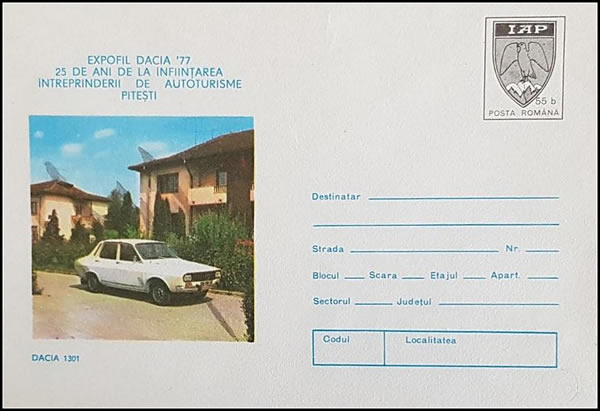 EXPOFIL DACIA '77
25 DE ANI DE LA ÎNFIINȚAREA
ÎNTREPRINDERII DE AUTOTURISME
PITEȘTI
IAP
55 b
POSTA ROMÂNĂ
Destinatar
Strada Nr.
Blocul Scara Etajul Apart.
Sectorul Județul
Codul Localitatea
DACIA 1301